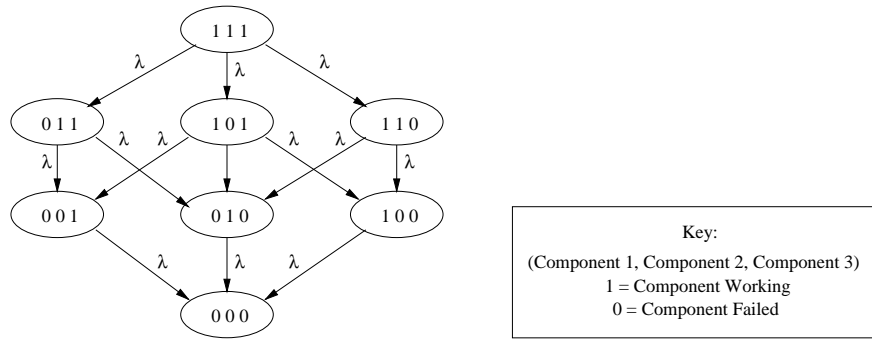 1 1 1
λ
λ
λ
0 1 1
1 0 1
1 1 0
λ
λ
λ
λ
λ
λ
0 0 1
0 1 0
1 0 0
λ
λ
λ
0 0 0
Key:
(Component 1, Component 2, Component 3)
1 = Component Working
0 = Component Failed